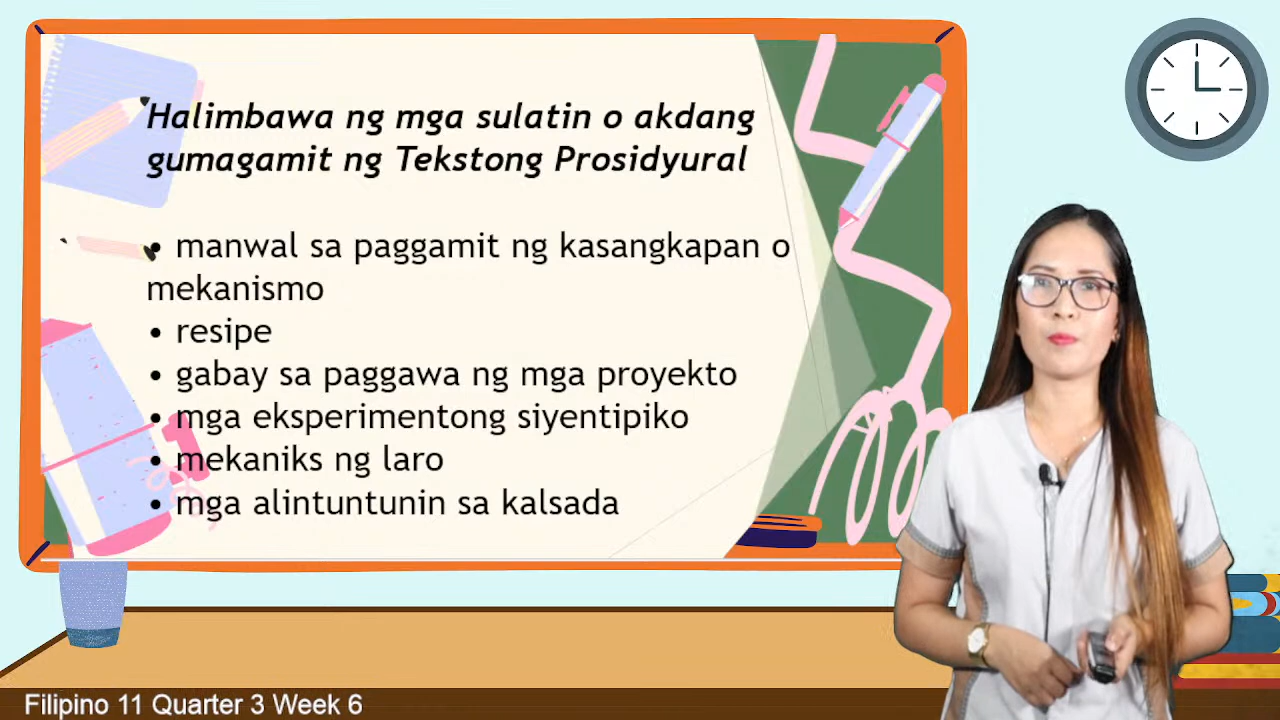 Halimbawa ng mga sulatin o akdang
gumagamit ng Tekstong Prosidyural
• manwal sa paggamit ng kasangkapan o
mekanismo
• resipe
• gabay sa paggawa ng mga proyekto
• mga eksperimentong siyentipiko
• mekaniks ng laro
• mga alintuntunin sa kalsada
Filipino 11 Quarter 3 Week 6